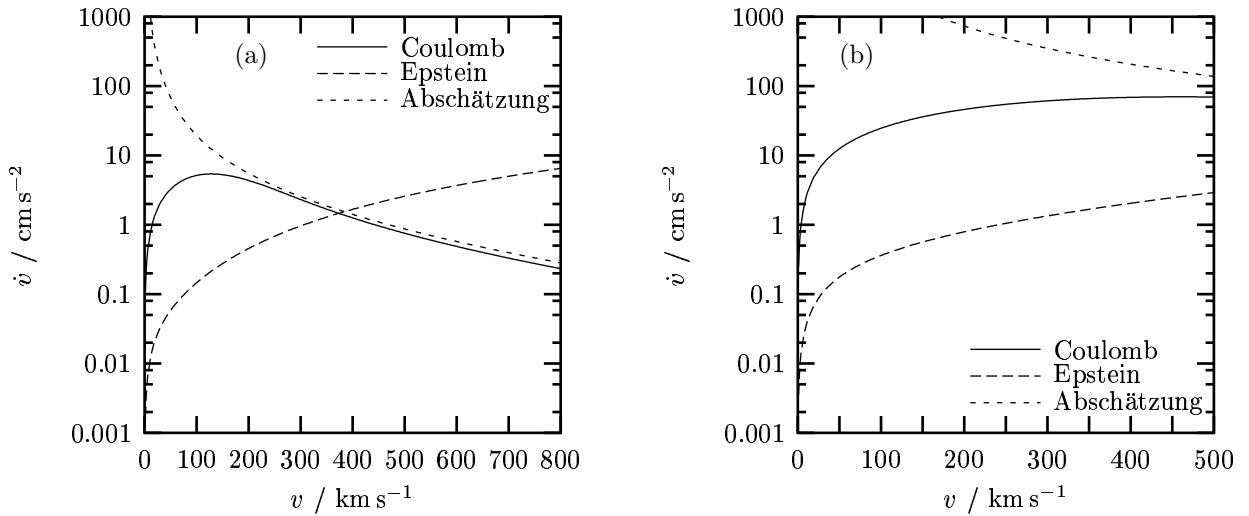 1000
100
10
1
0.1
0.01
0.001
v̇ / cm s⁻²
(a)
Coulomb
Epstein
Abschätzung
0 100 200 300 400 500 600 700 800
v / km s⁻¹
1000
100
10
1
0.1
0.01
0.001
v̇ / cm s⁻²
(b)
Coulomb
Epstein
Abschätzung
0 100 200 300 400 500
v / km s⁻¹